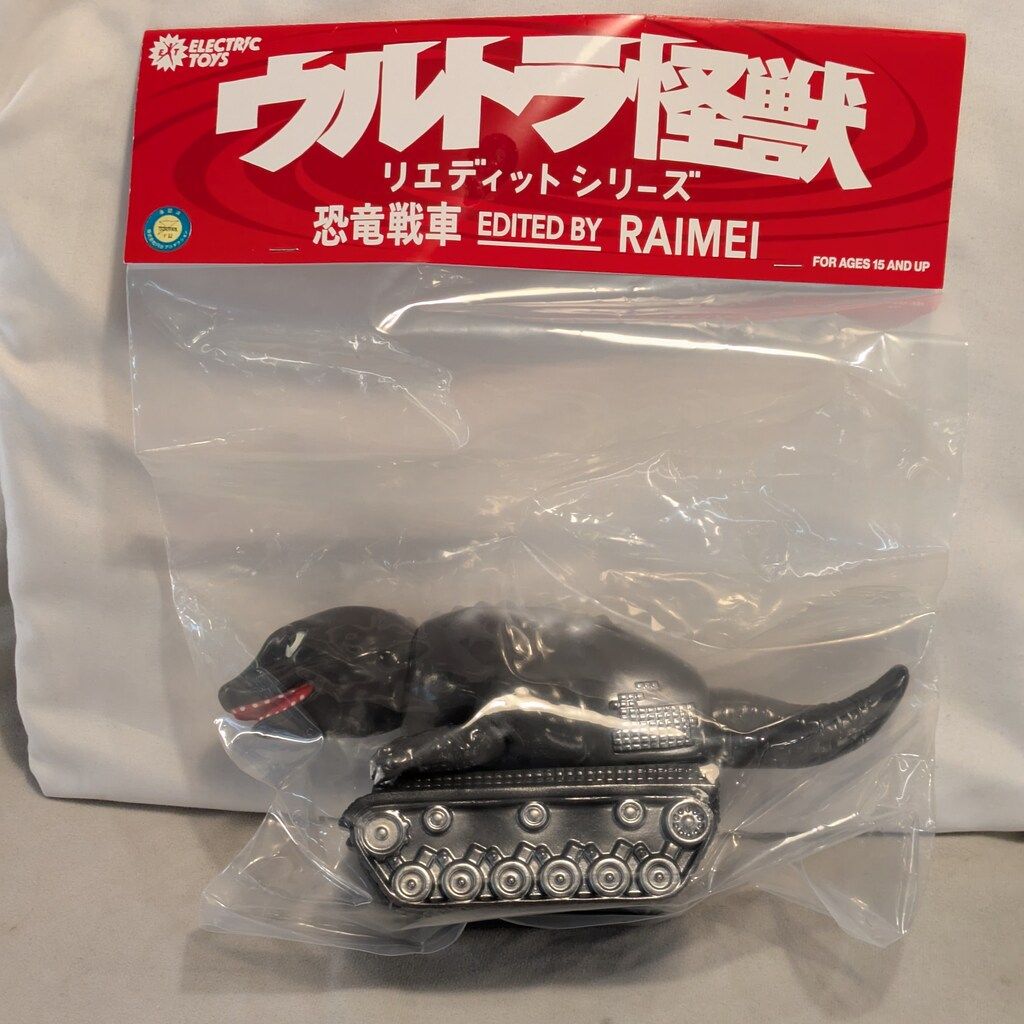 ELECTRIC
TOYS
ウルトラ怪獣
リエディットシリーズ
恐竜戦車 EDITED BY RAIMEI
FOR AGES 15 AND UP